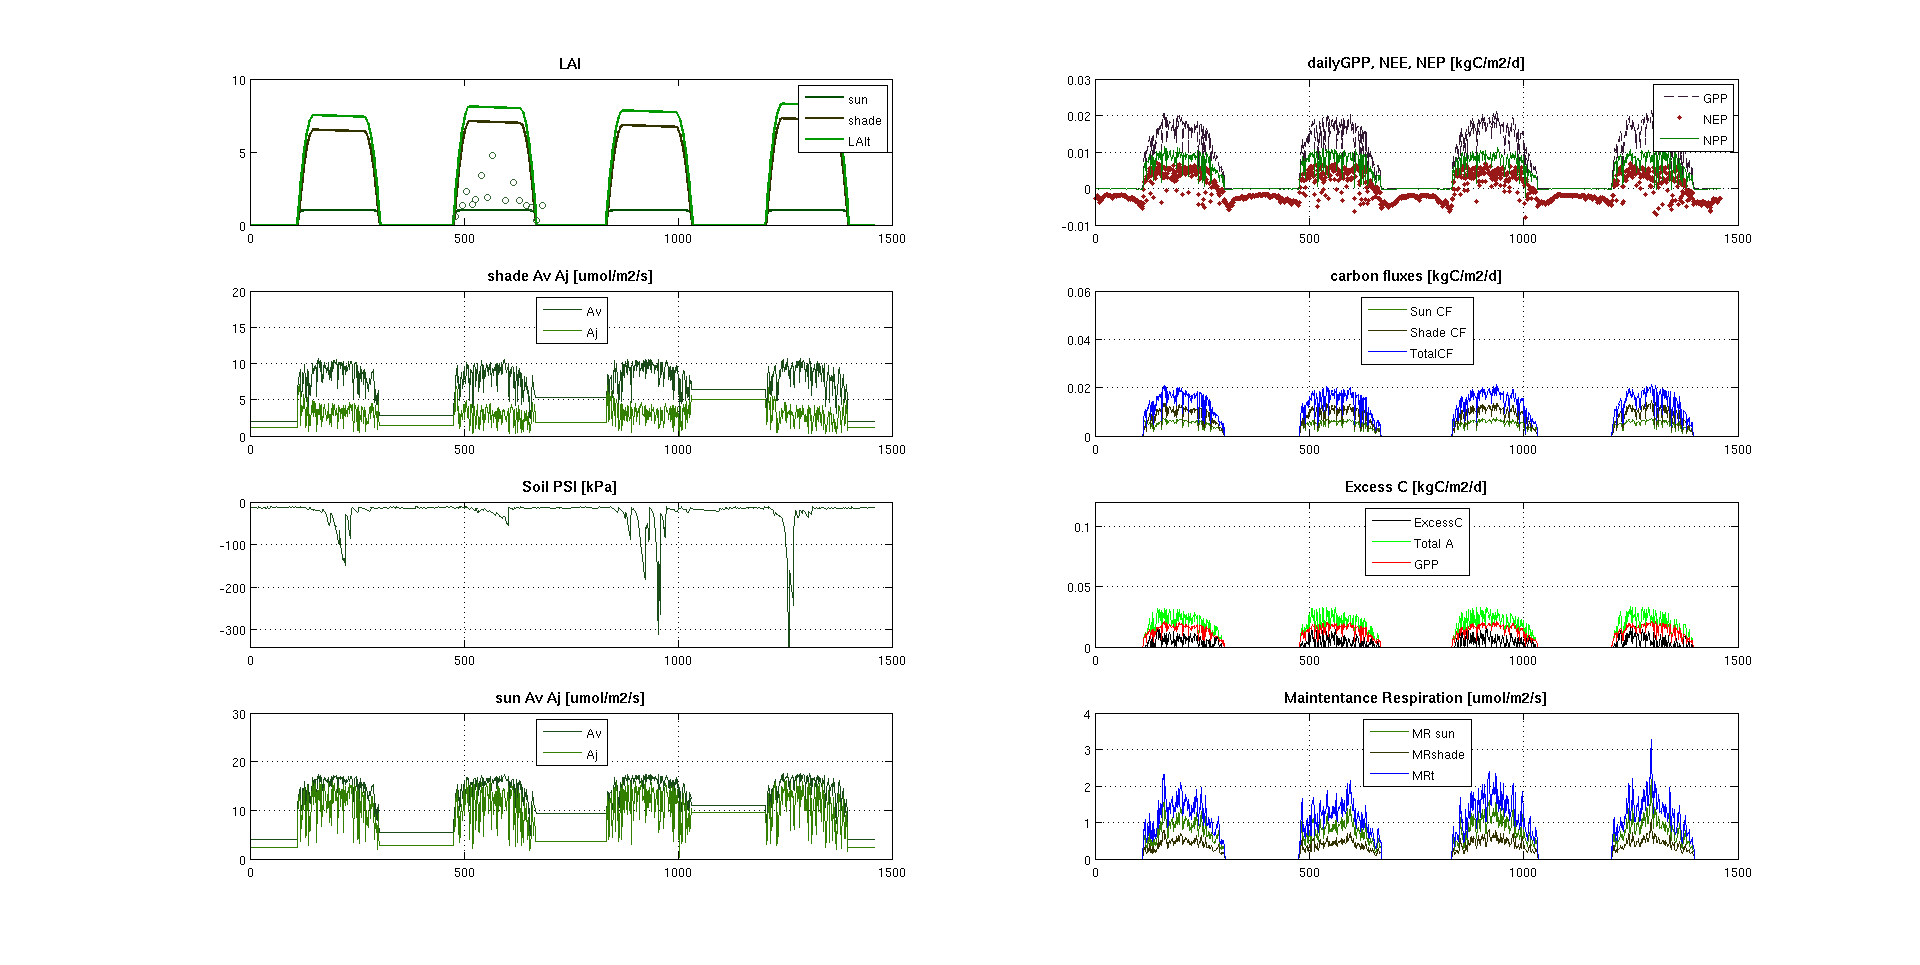 LAI
10
5
0
0
500
1000
1500
sun
shade
LAIt
dailyGPP, NEE, NEP [kgC/m2/d]
0.03
0.02
0.01
0
-0.01
0
500
1000
1500
GPP
NEP
NPP
shade Av Aj [umol/m2/s]
20
15
10
5
0
0
500
1000
1500
Av
Aj
carbon fluxes [kgC/m2/d]
0.06
0.04
0.02
0
0
500
1000
1500
Sun CF
Shade CF
TotalCF
Soil PSI [kPa]
0
-100
-200
-300
0
500
1000
1500
Excess C [kgC/m2/d]
0.1
0.05
0
0
500
1000
1500
ExcessC
Total A
GPP
sun Av Aj [umol/m2/s]
30
20
10
0
0
500
1000
1500
Av
Aj
Maintentance Respiration [umol/m2/s]
4
3
2
1
0
0
500
1000
1500
MR sun
MRshade
MRt